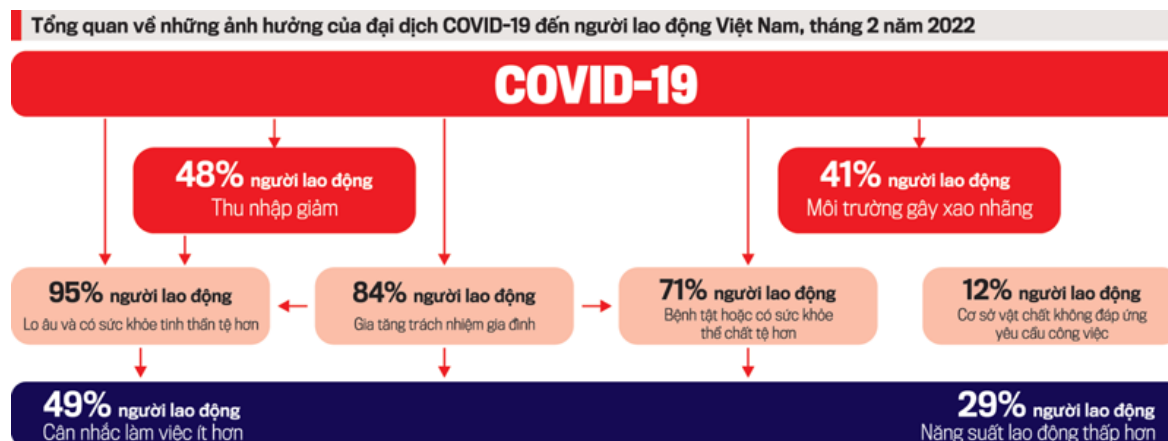 Tổng quan về những ảnh hưởng của đại dịch COVID-19 đến người lao động Việt Nam, tháng 2 năm 2022
COVID-19
48% người lao động
Thu nhập giảm
41% người lao động
Môi trường gây xao nhãng
95% người lao động
Lo âu và có sức khỏe tinh thần tệ hơn
84% người lao động
Gia tăng trách nhiệm gia đình
71% người lao động
Bệnh tật hoặc có sức khỏe
thể chất tệ hơn
12% người lao động
Cơ sở vật chất không đáp ứng
yêu cầu công việc
49% người lao động
Cân nhắc làm việc ít hơn
29% người lao động
Năng suất lao động thấp hơn